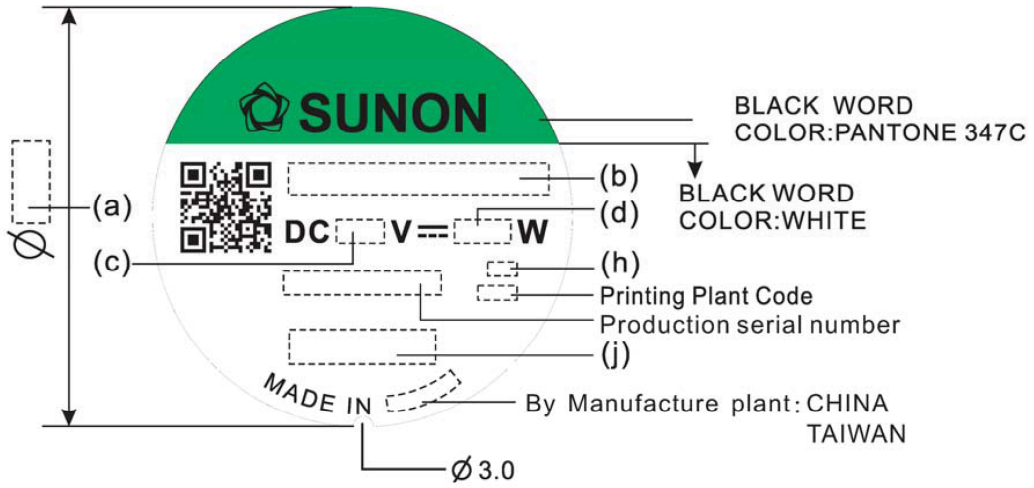 SUNON
BLACK WORD
COLOR:PANTONE 347C
BLACK WORD
COLOR:WHITE
(a)
Ø
(b)
(d)
DC V⎓ W
(c)
(h)
Printing Plant Code
Production serial number
(j)
MADE IN
By Manufacture plant: CHINA
TAIWAN
Ø3.0